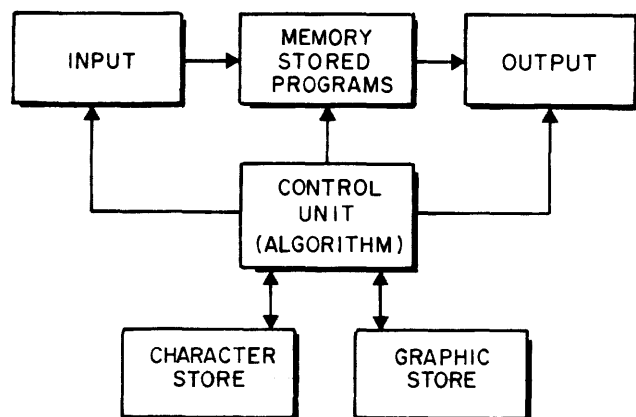 INPUT
MEMORY
STORED
PROGRAMS
OUTPUT
CONTROL
UNIT
(ALGORITHM)
CHARACTER
STORE
GRAPHIC
STORE